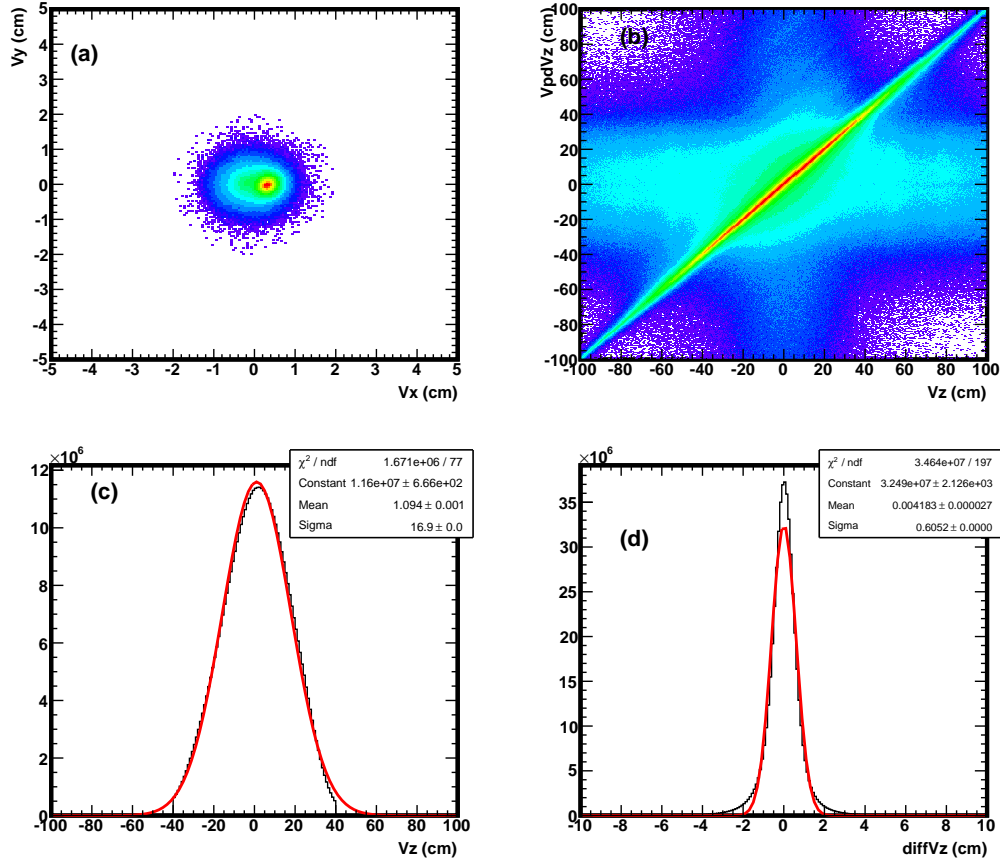 Vy (cm)
5
4
3
2
1
0
-1
-2
-3
-4
-5
(a)
-5 -4 -3 -2 -1 0 1 2 3 4 5
Vx (cm)
VpdVz (cm)
100
80
60
40
20
0
-20
-40
-60
-80
-100
(b)
-100 -80 -60 -40 -20 0 20 40 60 80 100
Vz (cm)
×10⁶
12
10
8
6
4
2
0
(c)
χ² / ndf 1.671e+06 / 77
Constant 1.16e+07 ± 6.66e+02
Mean 1.094 ± 0.001
Sigma 16.9 ± 0.0
-100 -80 -60 -40 -20 0 20 40 60 80 100
Vz (cm)
×10⁶
35
30
25
20
15
10
5
0
(d)
χ² / ndf 3.464e+07 / 197
Constant 3.249e+07 ± 2.126e+03
Mean 0.004183 ± 0.000027
Sigma 0.6052 ± 0.0000
-10 -8 -6 -4 -2 0 2 4 6 8 10
diffVz (cm)